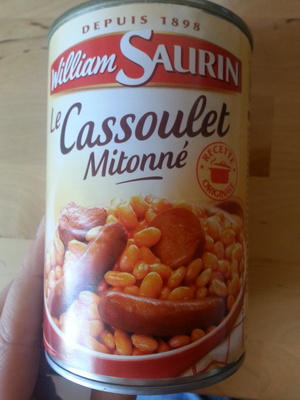 DEPUIS 1898
William SAURIN
Le Cassoulet
Mitonné
RECETTE
ORIGINALE